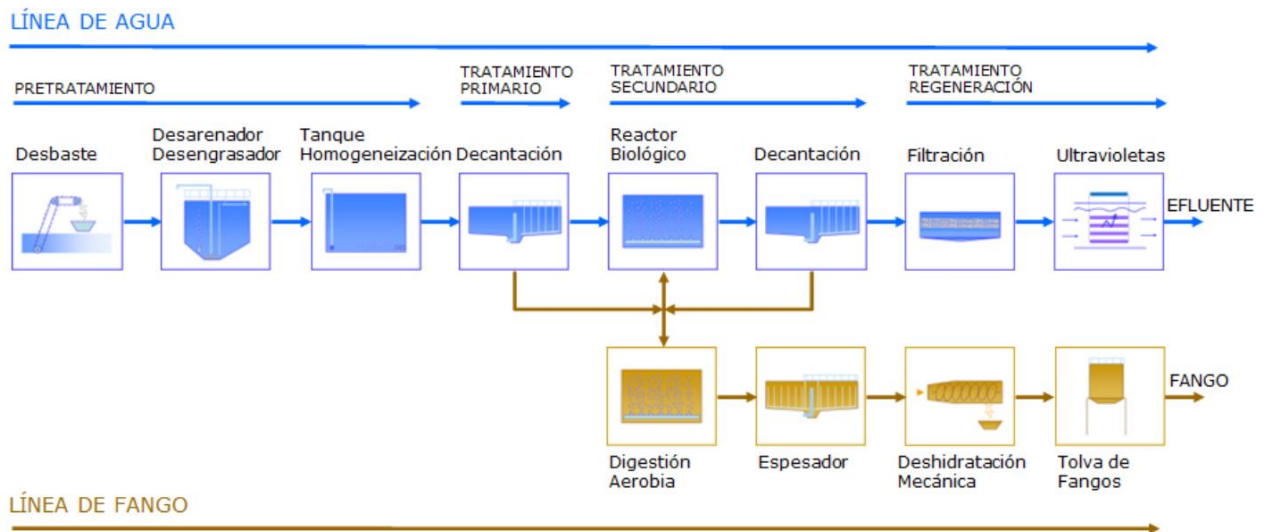 LÍNEA DE AGUA
PRETRATAMIENTO
TRATAMIENTO
PRIMARIO
TRATAMIENTO
SECUNDARIO
TRATAMIENTO
REGENERACIÓN
Desbaste
Desarenador
Desengrasador
Tanque
Homogeneización
Decantación
Reactor
Biológico
Decantación
Filtración
Ultravioletas
EFLUENTE
FANGO
Digestión
Aerobia
Espesador
Deshidratación
Mecánica
Tolva de
Fangos
LÍNEA DE FANGO